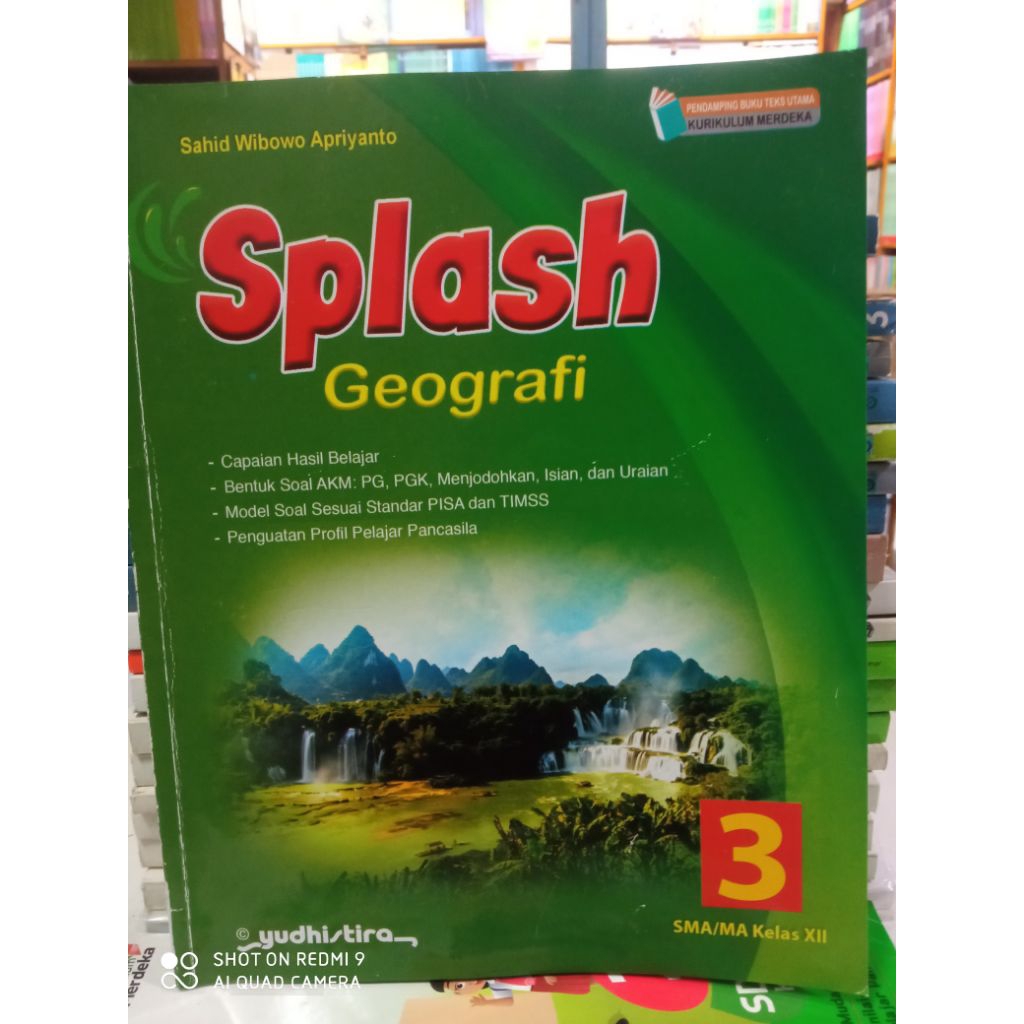 PENDAMPING BUKU TEKS UTAMA
KURIKULUM MERDEKA
Sahid Wibowo Apriyanto
Splash
Geografi
- Capaian Hasil Belajar
- Bentuk Soal AKM: PG, PGK, Menjodohkan, Isian, dan Uraian
- Model Soal Sesuai Standar PISA dan TIMSS
- Penguatan Profil Pelajar Pancasila
3
3
SMA/MA Kelas XII
© yudhistira
SHOT ON REDMI 9
AI QUAD CAMERA
Merdeka